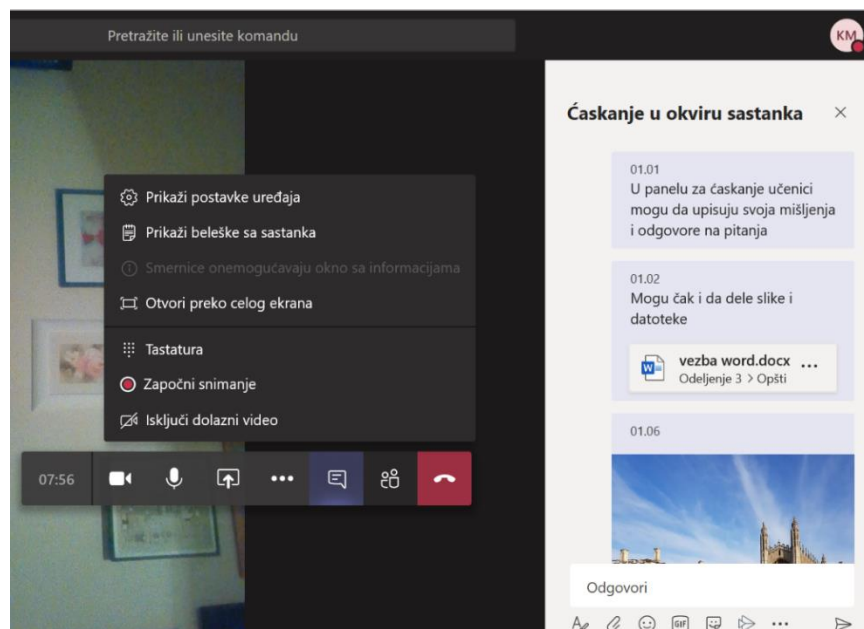 Pretražite ili unesite komandu
KM
Ćaskanje u okviru sastanka
01.01
U panelu za ćaskanje učenici
mogu da upisuju svoja mišljenja
i odgovore na pitanja
01.02
Mogu čak i da dele slike i
datoteke
W
vezba word.docx
Odeljenje 3 > Opšti
01.06
Odgovori
GIF
Prikaži postavke uređaja
Prikaži beleške sa sastanka
Smernice onemogućavaju okno sa informacijama
Otvori preko celog ekrana
Tastatura
Započni snimanje
Isključi dolazni video
07:56